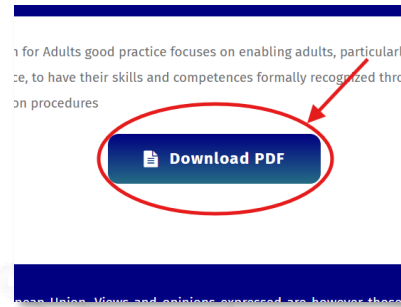 n for Adults good practice focuses on enabling adults, particularl
ce, to have their skills and competences formally recognized thro
on procedures
Download PDF
pean Union. Views and opinions expressed are however those